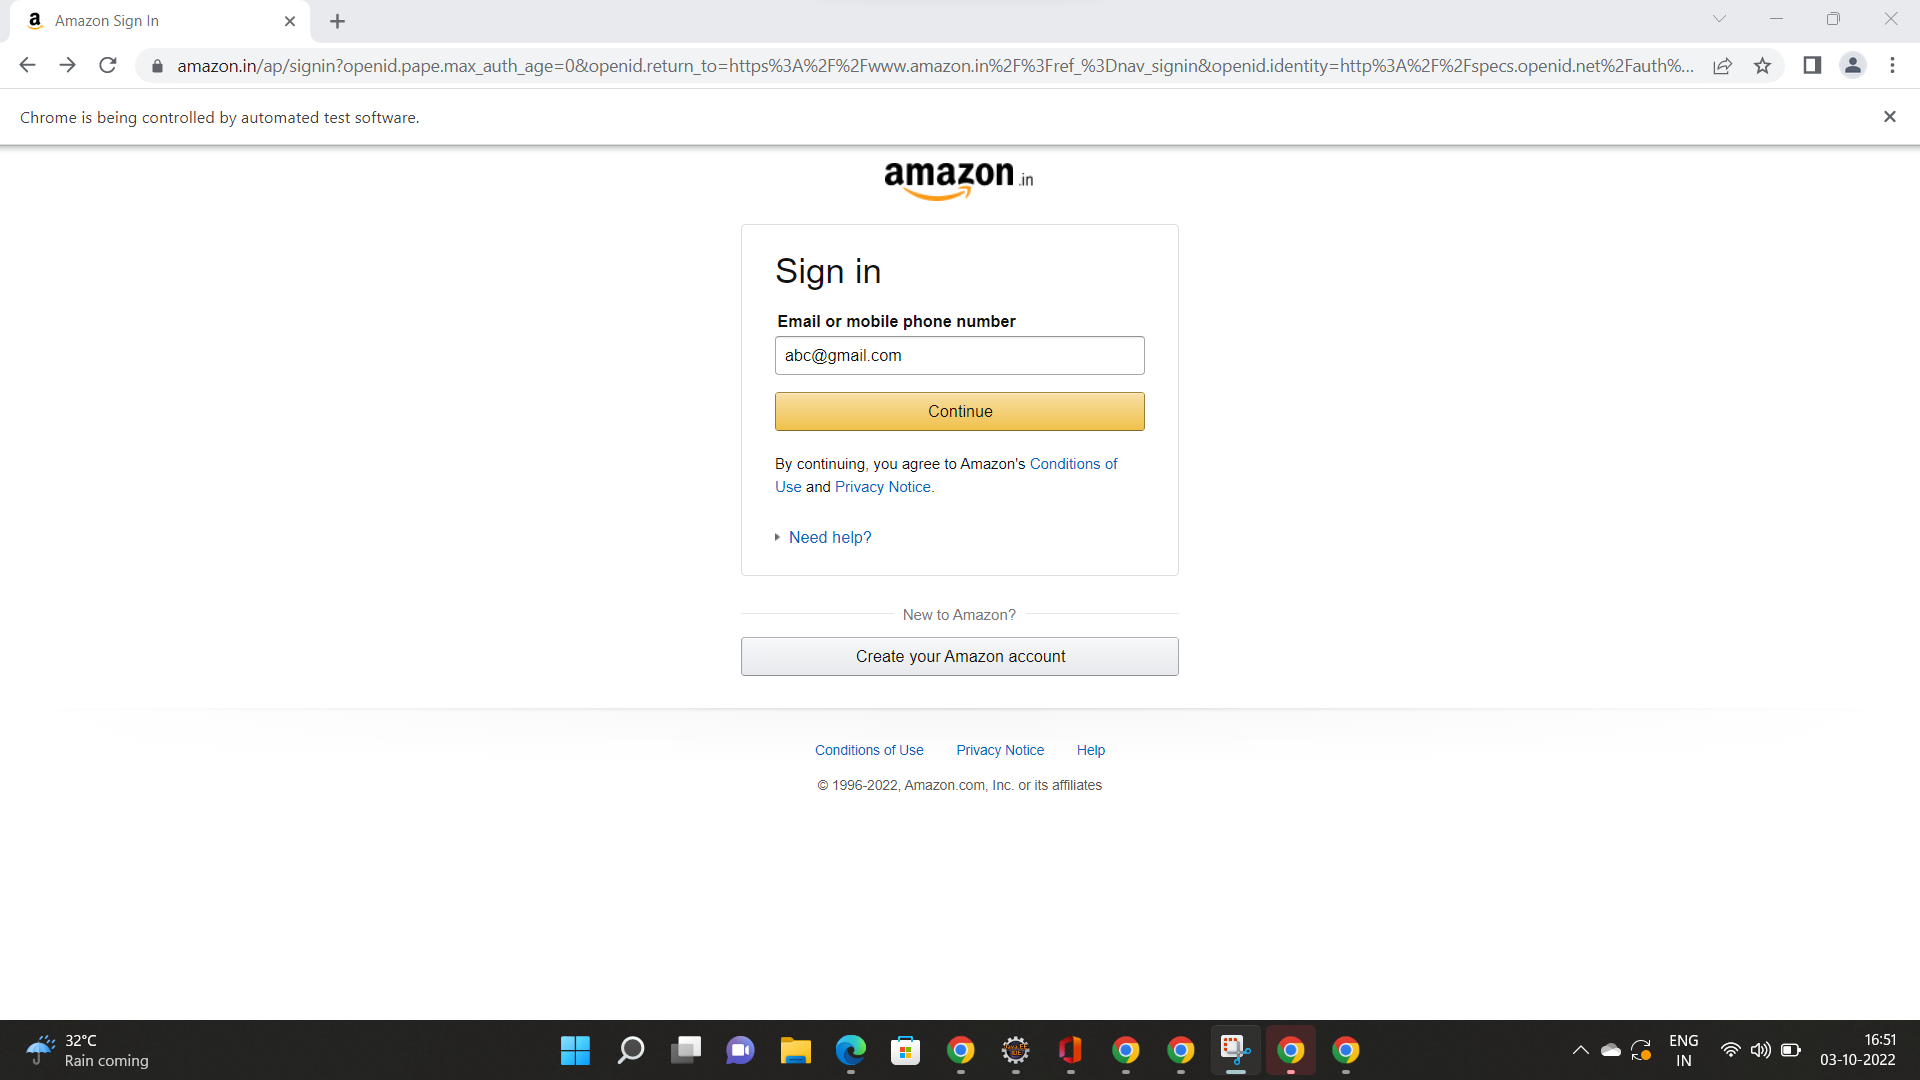 Amazon Sign In
amazon.in/ap/signin?openid.pape.max_auth_age=0&openid.return_to=https%3A%2F%2Fwww.amazon.in%2F%3Fref_%3Dnav_signin&openid.identity=http%3A%2F%2Fspecs.openid.net%2Fauth%...
Chrome is being controlled by automated test software.
amazon.in
Sign in
Email or mobile phone number
abc@gmail.com
Continue
By continuing, you agree to Amazon's Conditions of
Use and Privacy Notice.
Need help?
New to Amazon?
Create your Amazon account
Conditions of Use Privacy Notice Help
© 1996-2022, Amazon.com, Inc. or its affiliates
32°C
Rain coming
ENG
IN
16:51
03-10-2022